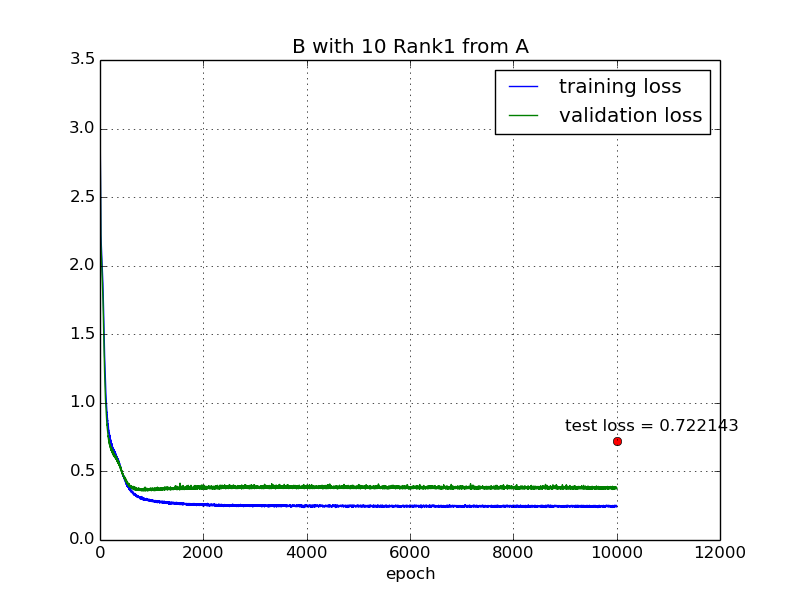 B with 10 Rank1 from A
3.5
3.0
2.5
2.0
1.5
1.0
0.5
0.0
training loss
validation loss
test loss = 0.722143
0 2000 4000 6000 8000 10000 12000
epoch